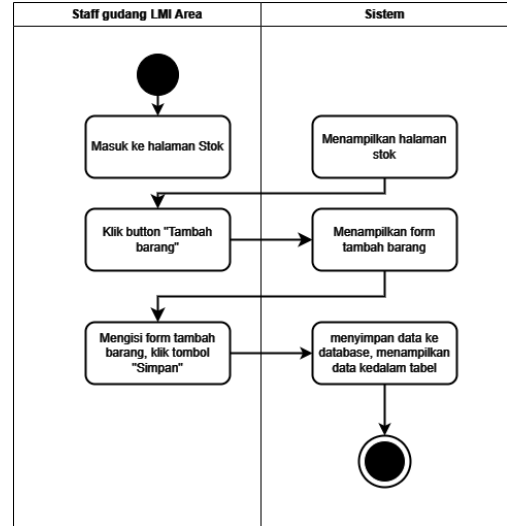 Staff gudang LMI Area
Sistem
Masuk ke halaman Stok
Menampilkan halaman
stok
Klik button "Tambah
barang"
Menampilkan form
tambah barang
Mengisi form tambah
barang, klik tombol
"Simpan"
menyimpan data ke
database, menampilkan
data kedalam tabel